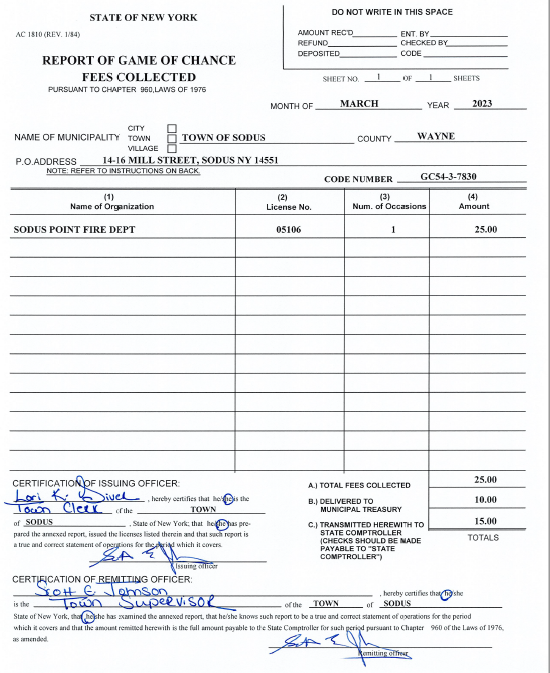 STATE OF NEW YORK
DO NOT WRITE IN THIS SPACE
AC 1810 (REV. 1/84)
AMOUNT REC'D ENT. BY
REFUND CHECKED BY
DEPOSITED CODE
REPORT OF GAME OF CHANCE
FEES COLLECTED
PURSUANT TO CHAPTER 960,LAWS OF 1976
SHEET NO. 1 OF 1 SHEETS
MONTH OF MARCH YEAR 2023
NAME OF MUNICIPALITY
CITY
TOWN
VILLAGE
TOWN OF SODUS
COUNTY WAYNE
P.O.ADDRESS 14-16 MILL STREET, SODUS NY 14551
NOTE: REFER TO INSTRUCTIONS ON BACK.
CODE NUMBER GC54-3-7830
(1) (2) (3) (4)
Name of Organization License No. Num. of Occasions Amount
SODUS POINT FIRE DEPT 05106 1 25.00
CERTIFICATION OF ISSUING OFFICER:
Lori K. Diver , hereby certifies that he/she is the
Town Clerk of the TOWN
of SODUS , State of New York; that he/she has pre-
pared the annexed report, issued the licenses listed therein and that such report is
a true and correct statement of operations for the period which it covers.
Issuing officer
A.) TOTAL FEES COLLECTED 25.00
B.) DELIVERED TO 10.00
MUNICIPAL TREASURY
C.) TRANSMITTED HEREWITH TO 15.00
STATE COMPTROLLER
(CHECKS SHOULD BE MADE
PAYABLE TO "STATE
COMPTROLLER")
TOTALS
CERTIFICATION OF REMITTING OFFICER:
Scott E Johnson , hereby certifies that he/she
is the Town Supervisor of the TOWN of SODUS
State of New York, that he/she has examined the annexed report, that he/she knows such report to be a true and correct statement of operations for the period
which it covers and that the amount remitted herewith is the full amount payable to the State Comptroller for such period pursuant to Chapter 960 of the Laws of 1976,
as amended.
Remitting officer